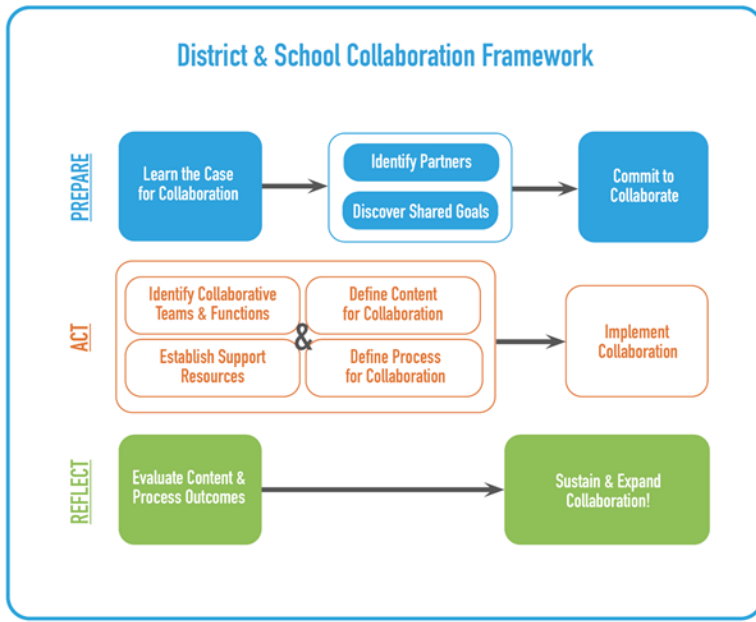 District & School Collaboration Framework
PREPARE
Learn the Case
for Collaboration
Identify Partners
Discover Shared Goals
Commit to
Collaborate
ACT
Identify Collaborative
Teams & Functions
Define Content
for Collaboration
&
Establish Support
Resources
Define Process
for Collaboration
Implement
Collaboration
REFLECT
Evaluate Content &
Process Outcomes
Sustain & Expand
Collaboration!